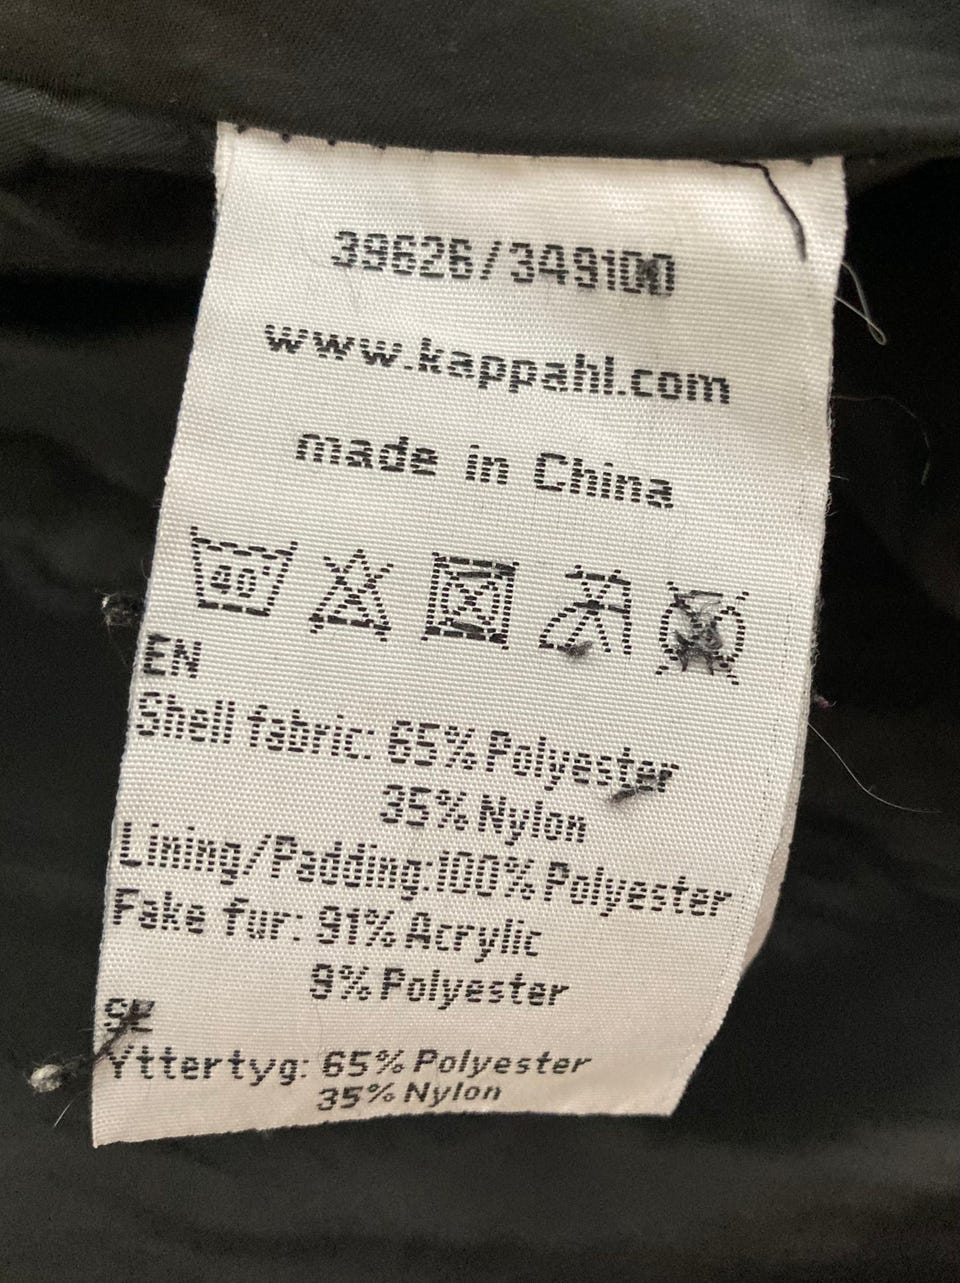 39626/349100
www.kappahl.com
made in China
40°
EN
Shell fabric: 65% Polyester
35% Nylon
Lining/Padding:100% Polyester
Fake fur: 91% Acrylic
9% Polyester
SE
Yttertyg: 65% Polyester
35% Nylon